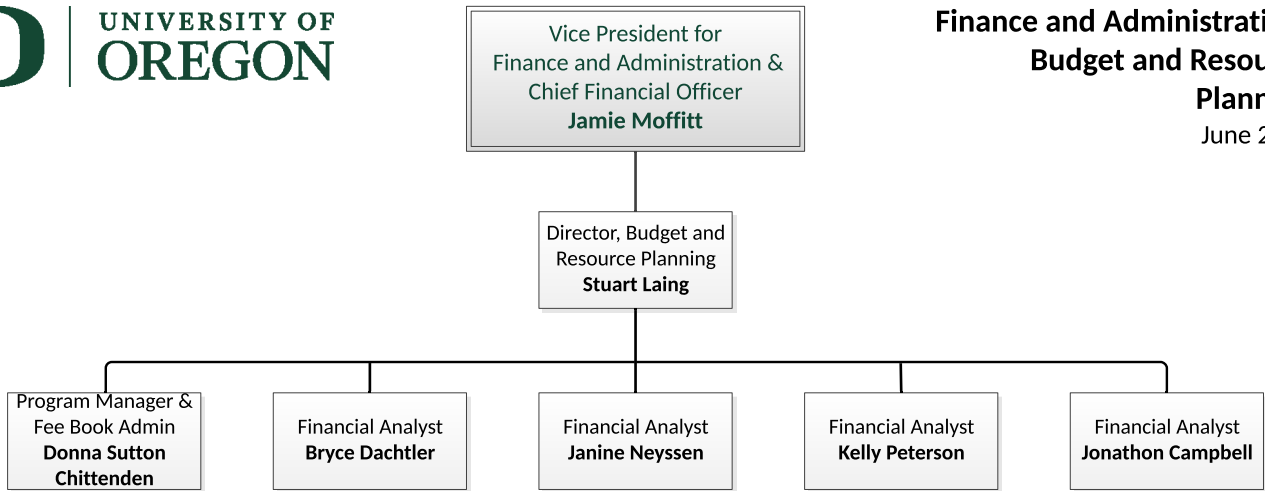 UNIVERSITY OF
OREGON
Vice President for
Finance and Administration &
Chief Financial Officer
Jamie Moffitt
Finance and Administrati
Budget and Resou
Plann
June 2
Director, Budget and
Resource Planning
Stuart Laing
Program Manager &
Fee Book Admin
Donna Sutton
Chittenden
Financial Analyst
Bryce Dachtler
Financial Analyst
Janine Neyssen
Financial Analyst
Kelly Peterson
Financial Analyst
Jonathon Campbell